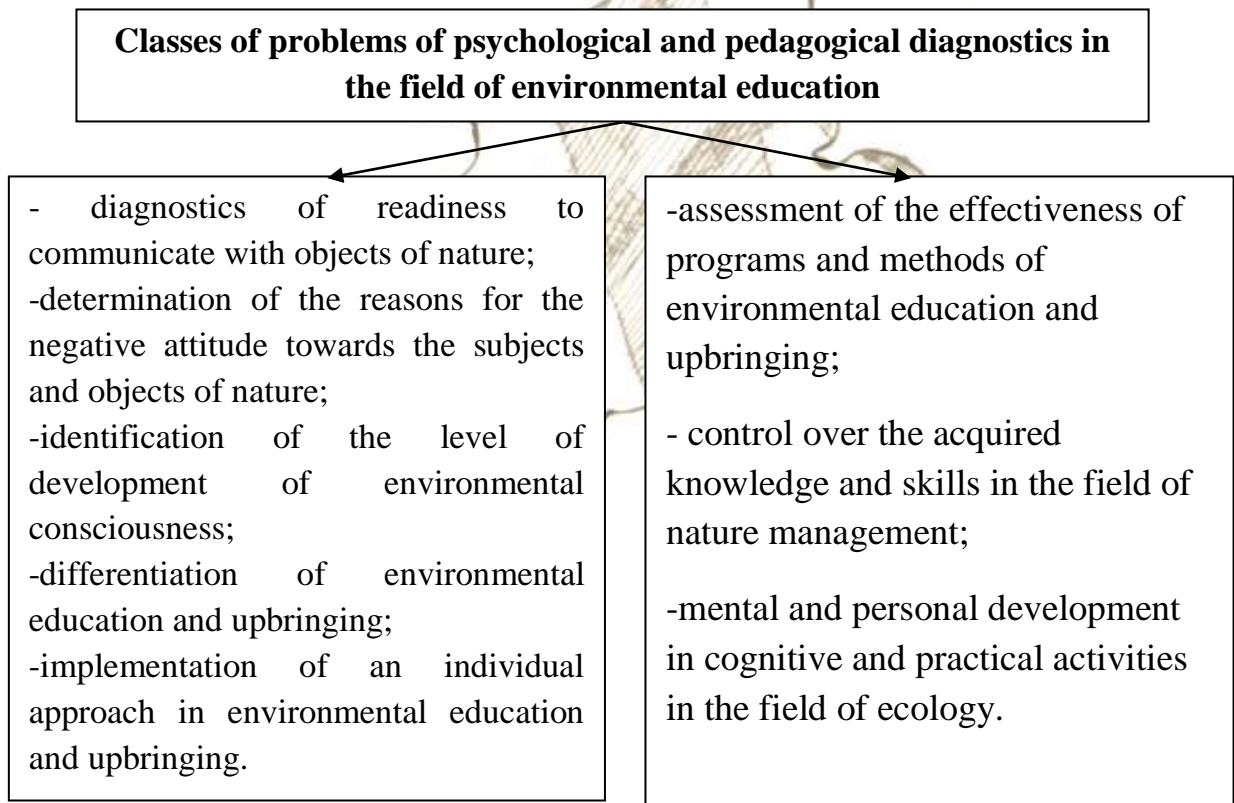 Classes of problems of psychological and pedagogical diagnostics in
the field of environmental education
- diagnostics of readiness to
communicate with objects of nature;
-determination of the reasons for the
negative attitude towards the subjects
and objects of nature;
-identification of the level of
development of environmental
consciousness;
-differentiation of environmental
education and upbringing;
-implementation of an individual
approach in environmental education
and upbringing.
-assessment of the effectiveness of
programs and methods of
environmental education and
upbringing;
- control over the acquired
knowledge and skills in the field of
nature management;
-mental and personal development
in cognitive and practical activities
in the field of ecology.